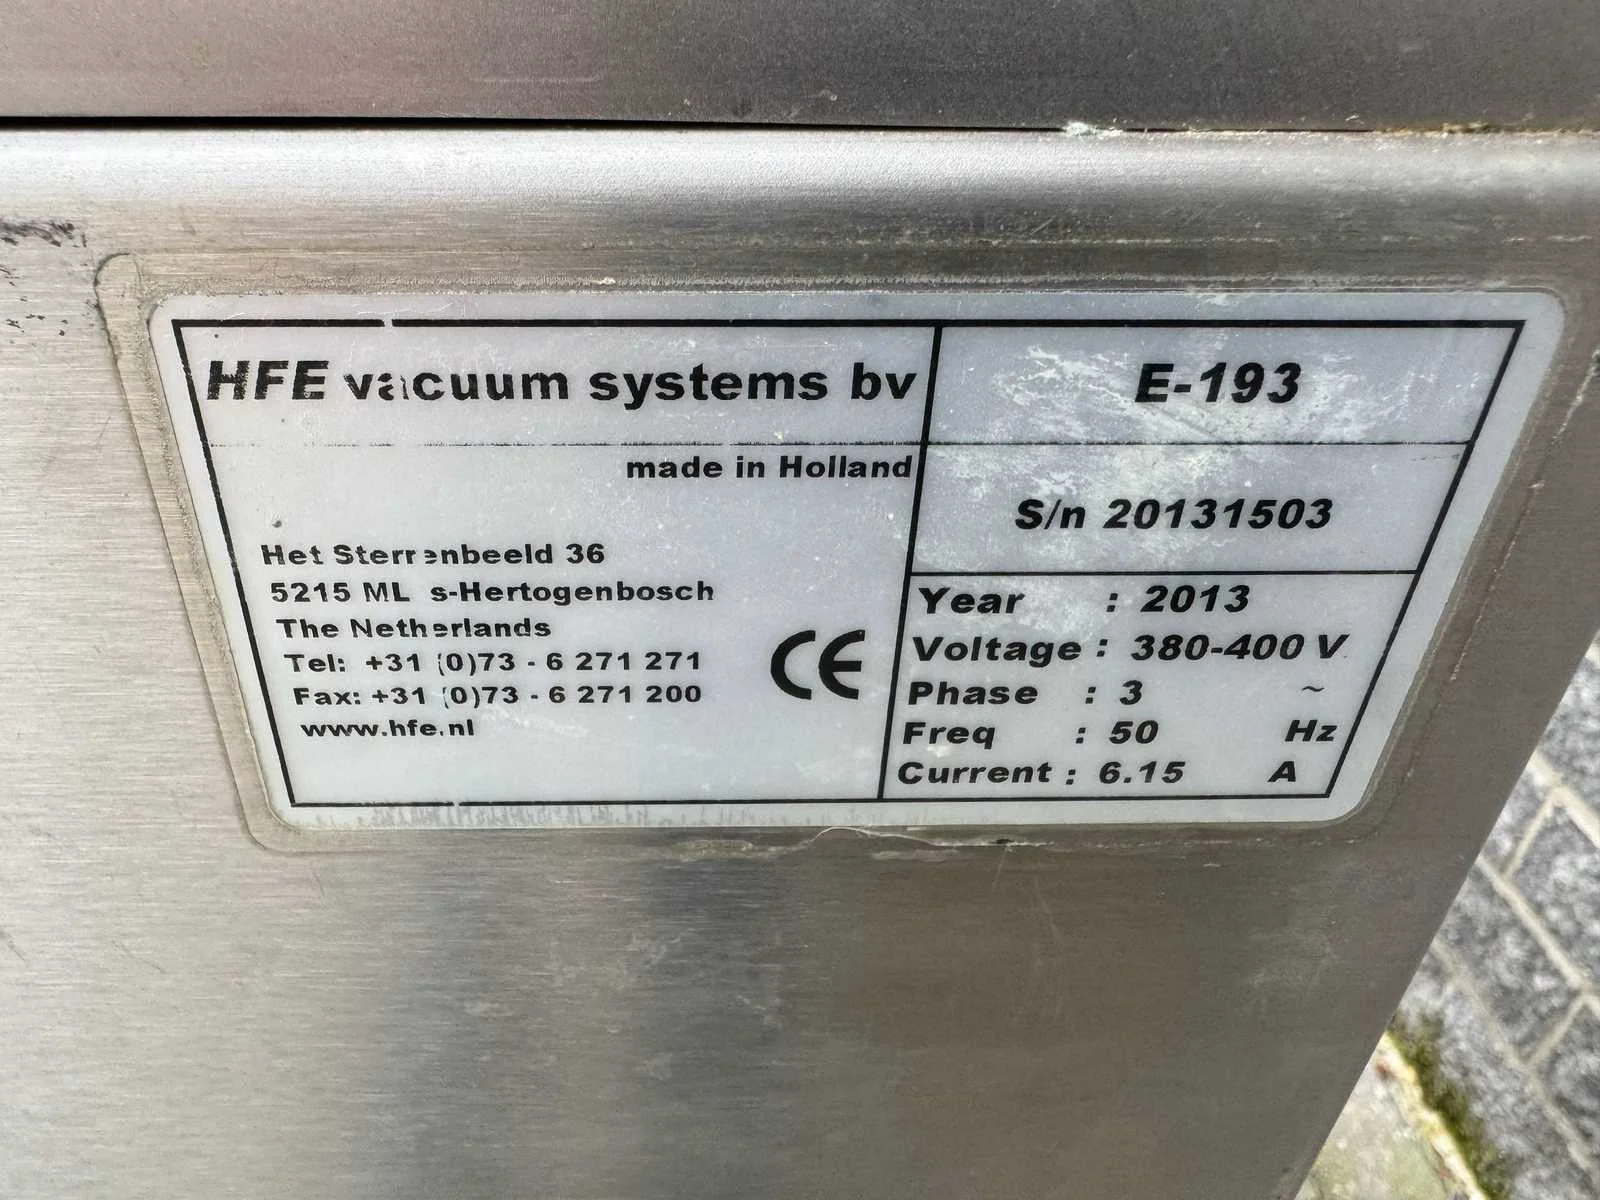 HFE vacuum systems bv
made in Holland
Het Sterrenbeeld 36
5215 ML s-Hertogenbosch
The Netherlands
Tel: +31 (0)73 - 6 271 271
Fax: +31 (0)73 - 6 271 200
www.hfe.nl
CE
E-193
S/n 20131503
Year : 2013
Voltage : 380-400 V
Phase : 3 ~
Freq : 50 Hz
Current : 6.15 A